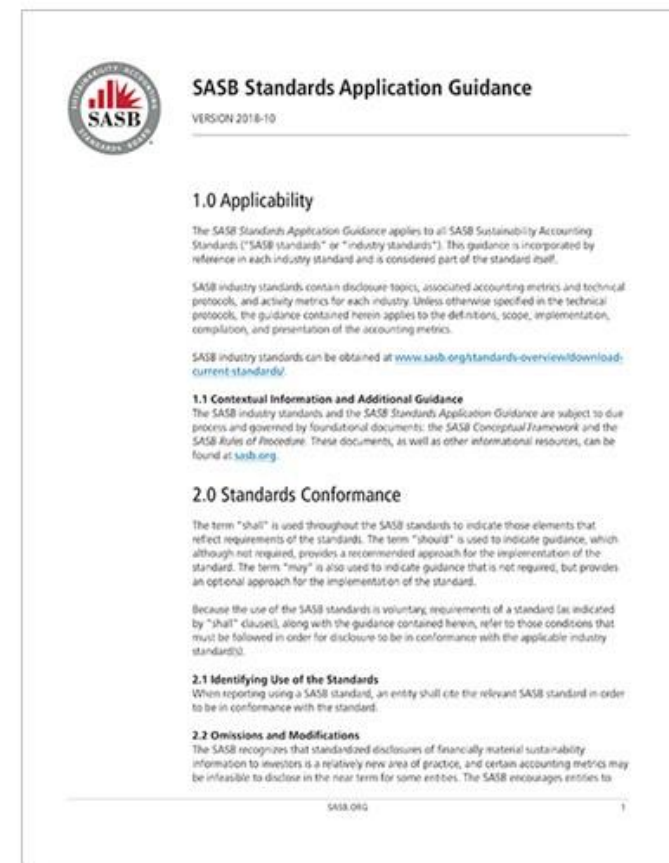 SUSTAINABILITY ACCOUNTING
SASB
STANDARDS BOARD
SASB Standards Application Guidance
VERSION 2018-10
1.0 Applicability
The SASB Standards Application Guidance applies to all SASB Sustainability Accounting
Standards ("SASB standards" or "industry standards"). This guidance is incorporated by
reference in each industry standard and is considered part of the standard itself.
SASB industry standards contain disclosure topics, associated accounting metrics and technical
protocols, and activity metrics for each industry. Unless otherwise specified in the technical
protocols, the guidance contained herein applies to the definitions, scope, implementation,
compilation, and presentation of the accounting metrics.
SASB industry standards can be obtained at www.sasb.org/standards-overview/download-
current-standards/.
1.1 Contextual Information and Additional Guidance
The SASB industry standards and the SASB Standards Application Guidance are subject to due
process and governed by foundational documents: the SASB Conceptual Framework and the
SASB Rules of Procedure. These documents, as well as other informational resources, can be
found at sasb.org.
2.0 Standards Conformance
The term "shall" is used throughout the SASB standards to indicate those elements that
reflect requirements of the standards. The term "should" is used to indicate guidance, which
although not required, provides a recommended approach for the implementation of the
standard. The term "may" is also used to indicate guidance that is not required, but provides
an optional approach for the implementation of the standard.
Because the use of the SASB standards is voluntary, requirements of a standard (as indicated
by "shall" clauses), along with the guidance contained herein, refer to those conditions that
must be followed in order for disclosure to be in conformance with the applicable industry
standard(s).
2.1 Identifying Use of the Standards
When reporting using a SASB standard, an entity shall cite the relevant SASB standard in order
to be in conformance with the standard.
2.2 Omissions and Modifications
The SASB recognizes that standardized disclosures of financially material sustainability
information to investors is a relatively new area of practice, and certain accounting metrics may
be infeasible to disclose in the near term for some entities. The SASB encourages entities to
SASB.ORG
1